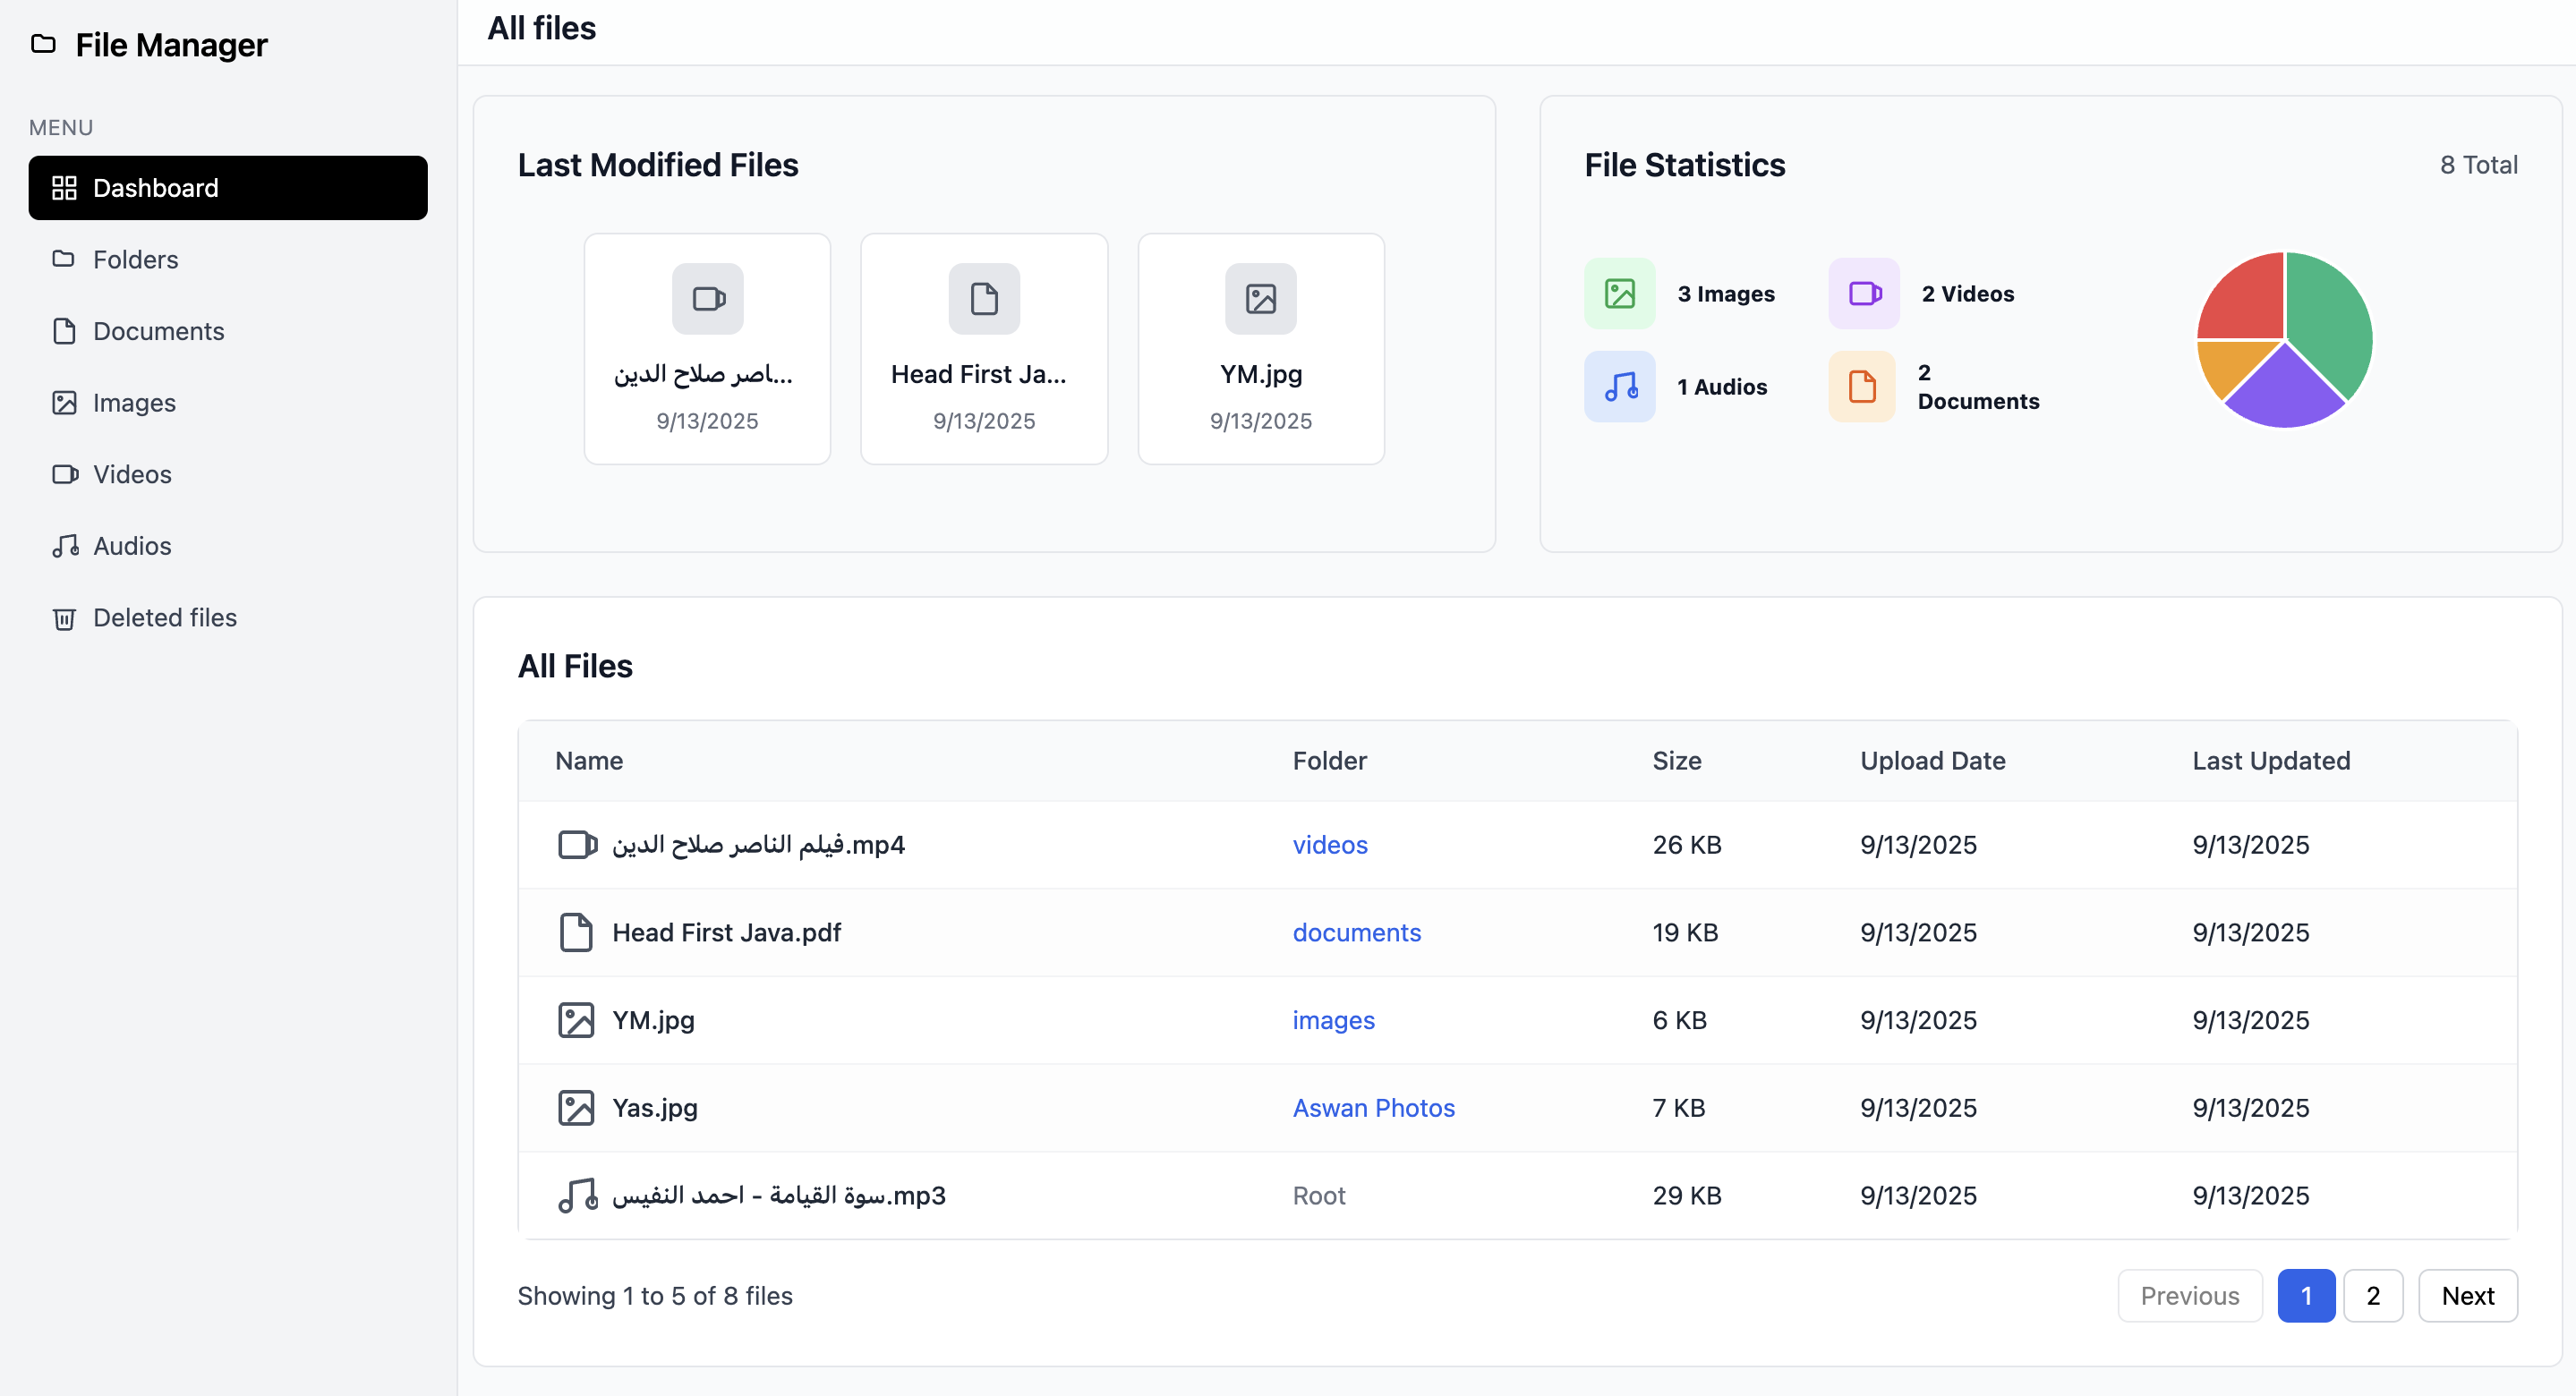 File Manager
MENU
Dashboard
Folders
Documents
Images
Videos
Audios
Deleted files
All files
Last Modified Files
...ناصر صلاح الدين
9/13/2025
Head First Ja...
9/13/2025
YM.jpg
9/13/2025
File Statistics
8 Total
3 Images
2 Videos
1 Audios
2
Documents
All Files
Name Folder Size Upload Date Last Updated
فيلم الناصر صلاح الدين.mp4 videos 26 KB 9/13/2025 9/13/2025
Head First Java.pdf documents 19 KB 9/13/2025 9/13/2025
YM.jpg images 6 KB 9/13/2025 9/13/2025
Yas.jpg Aswan Photos 7 KB 9/13/2025 9/13/2025
سوة القيامة - احمد النفيس.mp3 Root 29 KB 9/13/2025 9/13/2025
Showing 1 to 5 of 8 files
Previous 1 2 Next